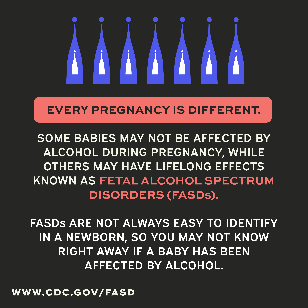 EVERY PREGNANCY IS DIFFERENT.
SOME BABIES MAY NOT BE AFFECTED BY
ALCOHOL DURING PREGNANCY, WHILE
OTHERS MAY HAVE LIFELONG EFFECTS
KNOWN AS FETAL ALCOHOL SPECTRUM
DISORDERS (FASDs).
FASDs ARE NOT ALWAYS EASY TO IDENTIFY
IN A NEWBORN, SO YOU MAY NOT KNOW
RIGHT AWAY IF A BABY HAS BEEN
AFFECTED BY ALCOHOL.
WWW.CDC.GOV/FASD